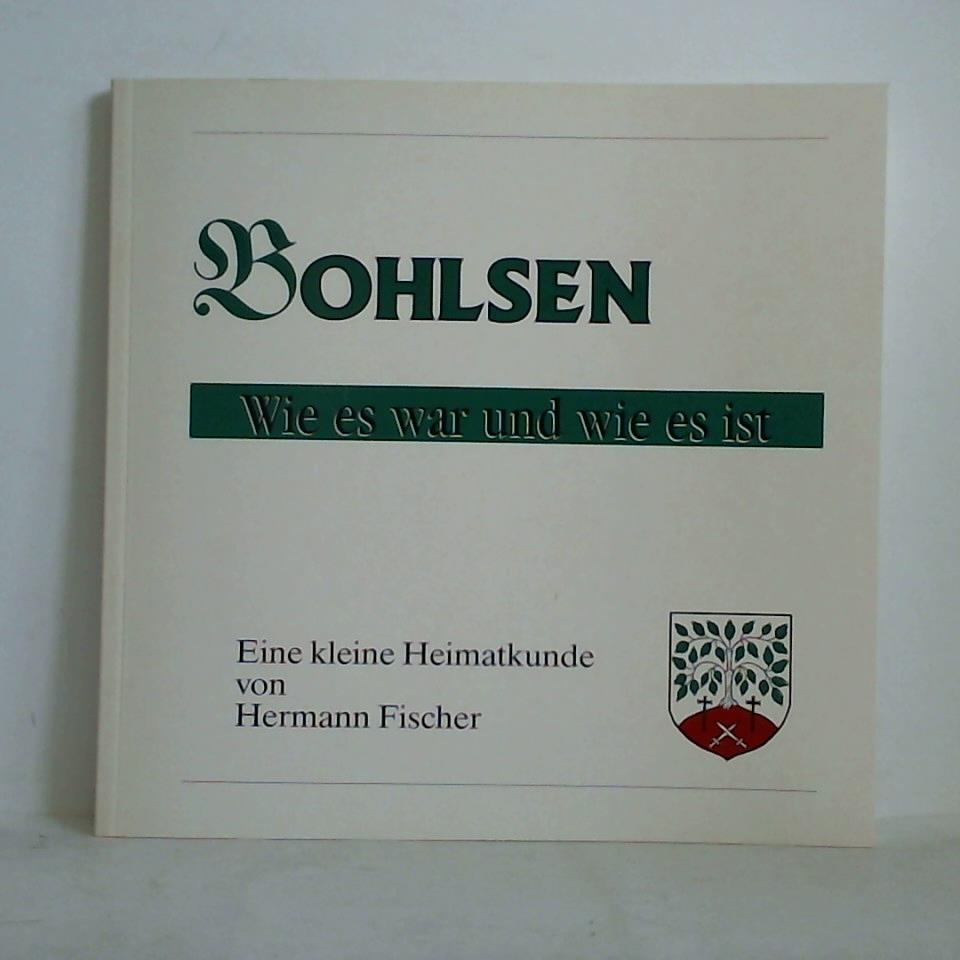 BOHLSEN
Wie es war und wie es ist
Eine kleine Heimatkunde
von
Hermann Fischer